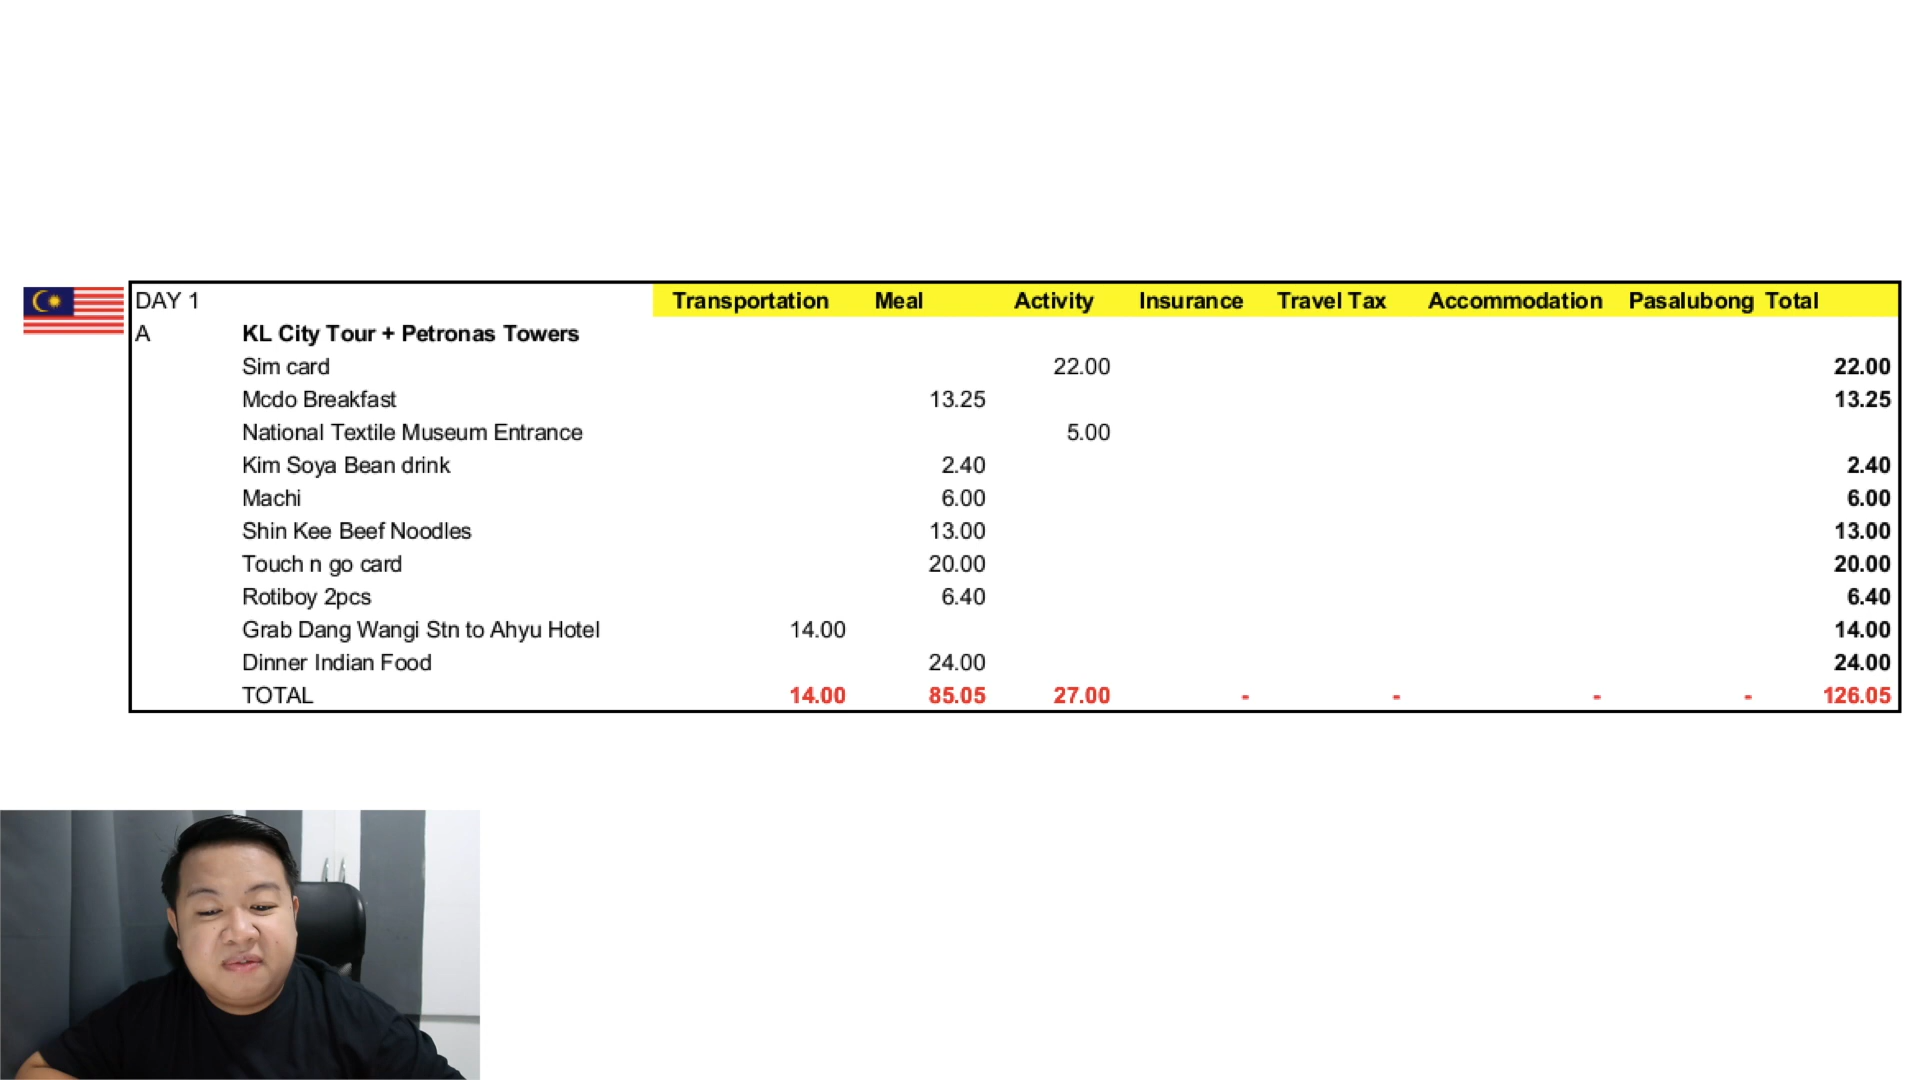 DAY 1 Transportation Meal Activity Insurance Travel Tax Accommodation Pasalubong Total
A KL City Tour + Petronas Towers
Sim card 22.00 22.00
Mcdo Breakfast 13.25 13.25
National Textile Museum Entrance 5.00
Kim Soya Bean drink 2.40 2.40
Machi 6.00 6.00
Shin Kee Beef Noodles 13.00 13.00
Touch n go card 20.00 20.00
Rotiboy 2pcs 6.40 6.40
Grab Dang Wangi Stn to Ahyu Hotel 14.00 14.00
Dinner Indian Food 24.00 24.00
TOTAL 14.00 85.05 27.00 - - - - 126.05